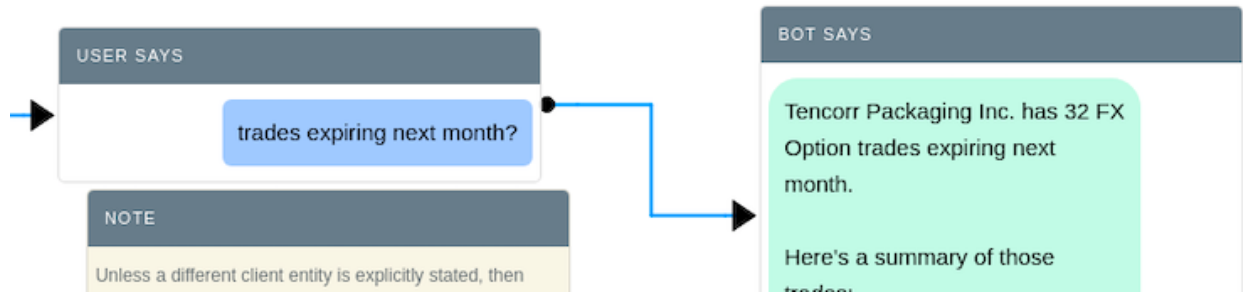 USER SAYS
trades expiring next month?
NOTE
Unless a different client entity is explicitly stated, then
BOT SAYS
Tencorr Packaging Inc. has 32 FX
Option trades expiring next
month.
Here's a summary of those
trades: